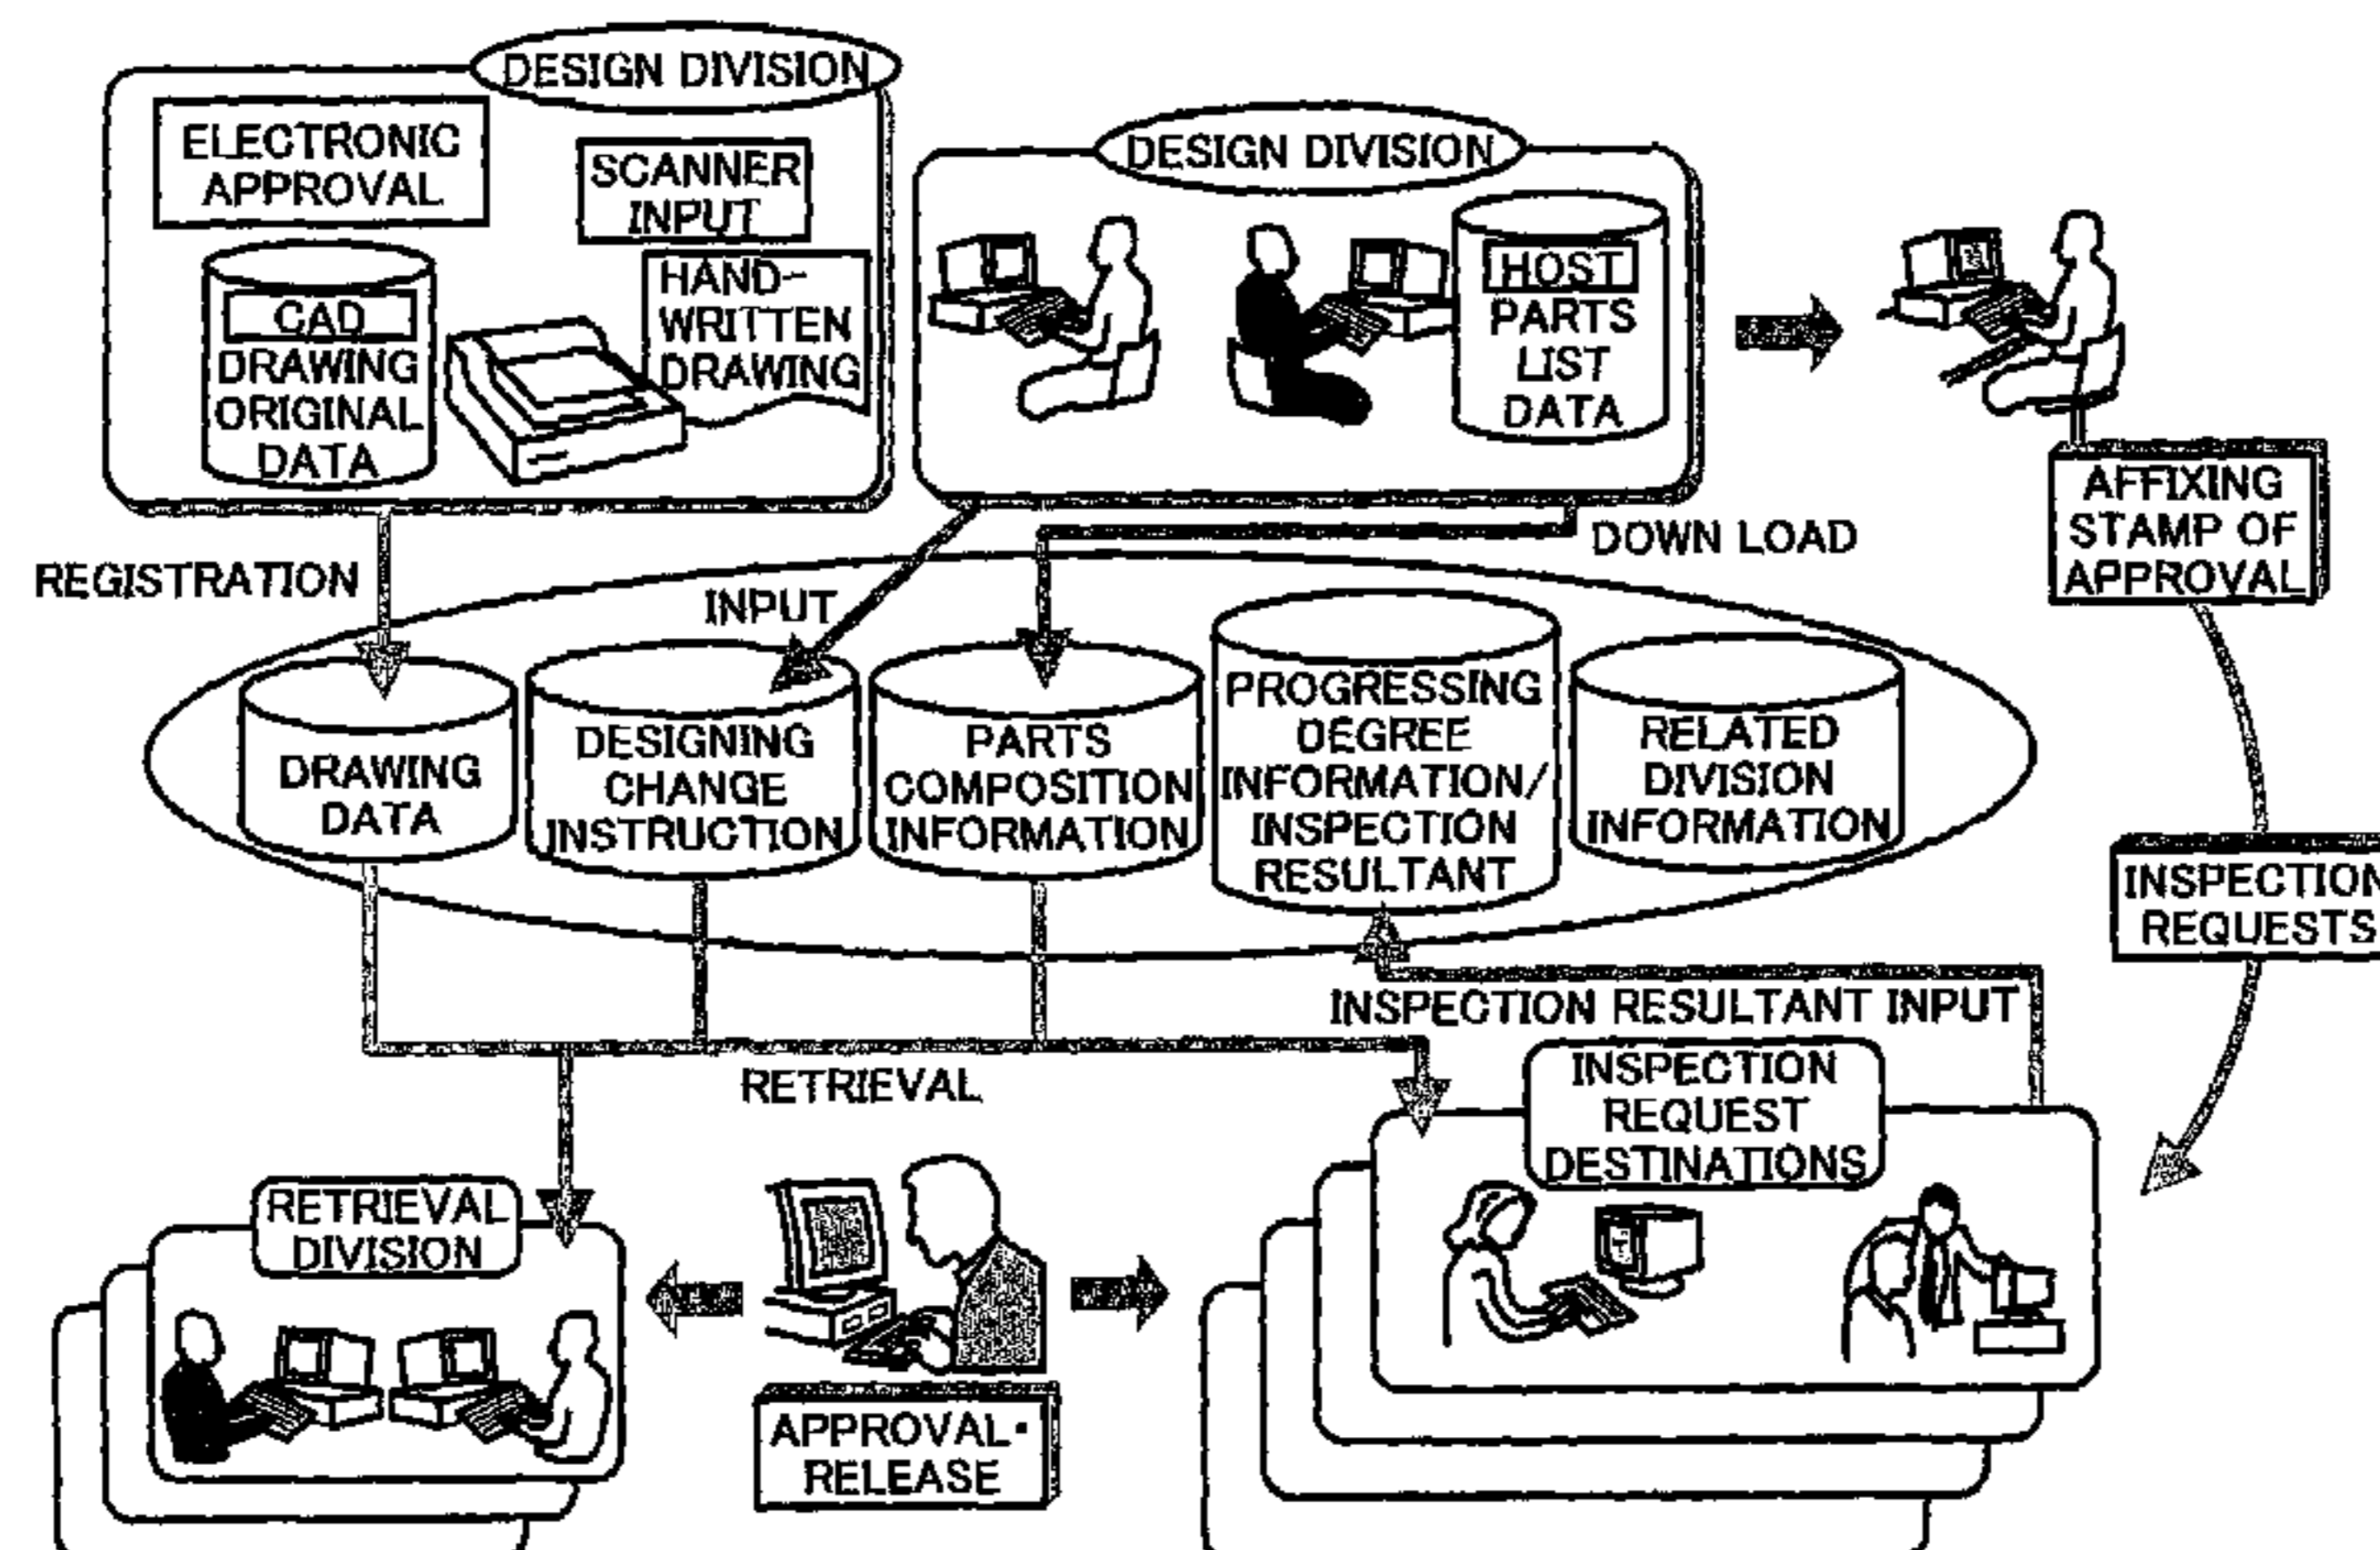 DESIGN DIVISION
ELECTRONIC
APPROVAL
SCANNER
INPUT
CAD
DRAWING
ORIGINAL
DATA
HAND-
WRITTEN
DRAWING
DESIGN DIVISION
HOST
PARTS
LIST
DATA
AFFIXING
STAMP OF
APPROVAL
REGISTRATION
INPUT
DOWN LOAD
DRAWING
DATA
DESIGNING
CHANGE
INSTRUCTION
PARTS
COMPOSITION
INFORMATION
PROGRESSING
DEGREE
INFORMATION/
INSPECTION
RESULTANT
RELATED
DIVISION
INFORMATION
INSPECTION
REQUESTS
INSPECTION RESULTANT INPUT
RETRIEVAL
INSPECTION
REQUEST
DESTINATIONS
RETRIEVAL
DIVISION
APPROVAL·
RELEASE